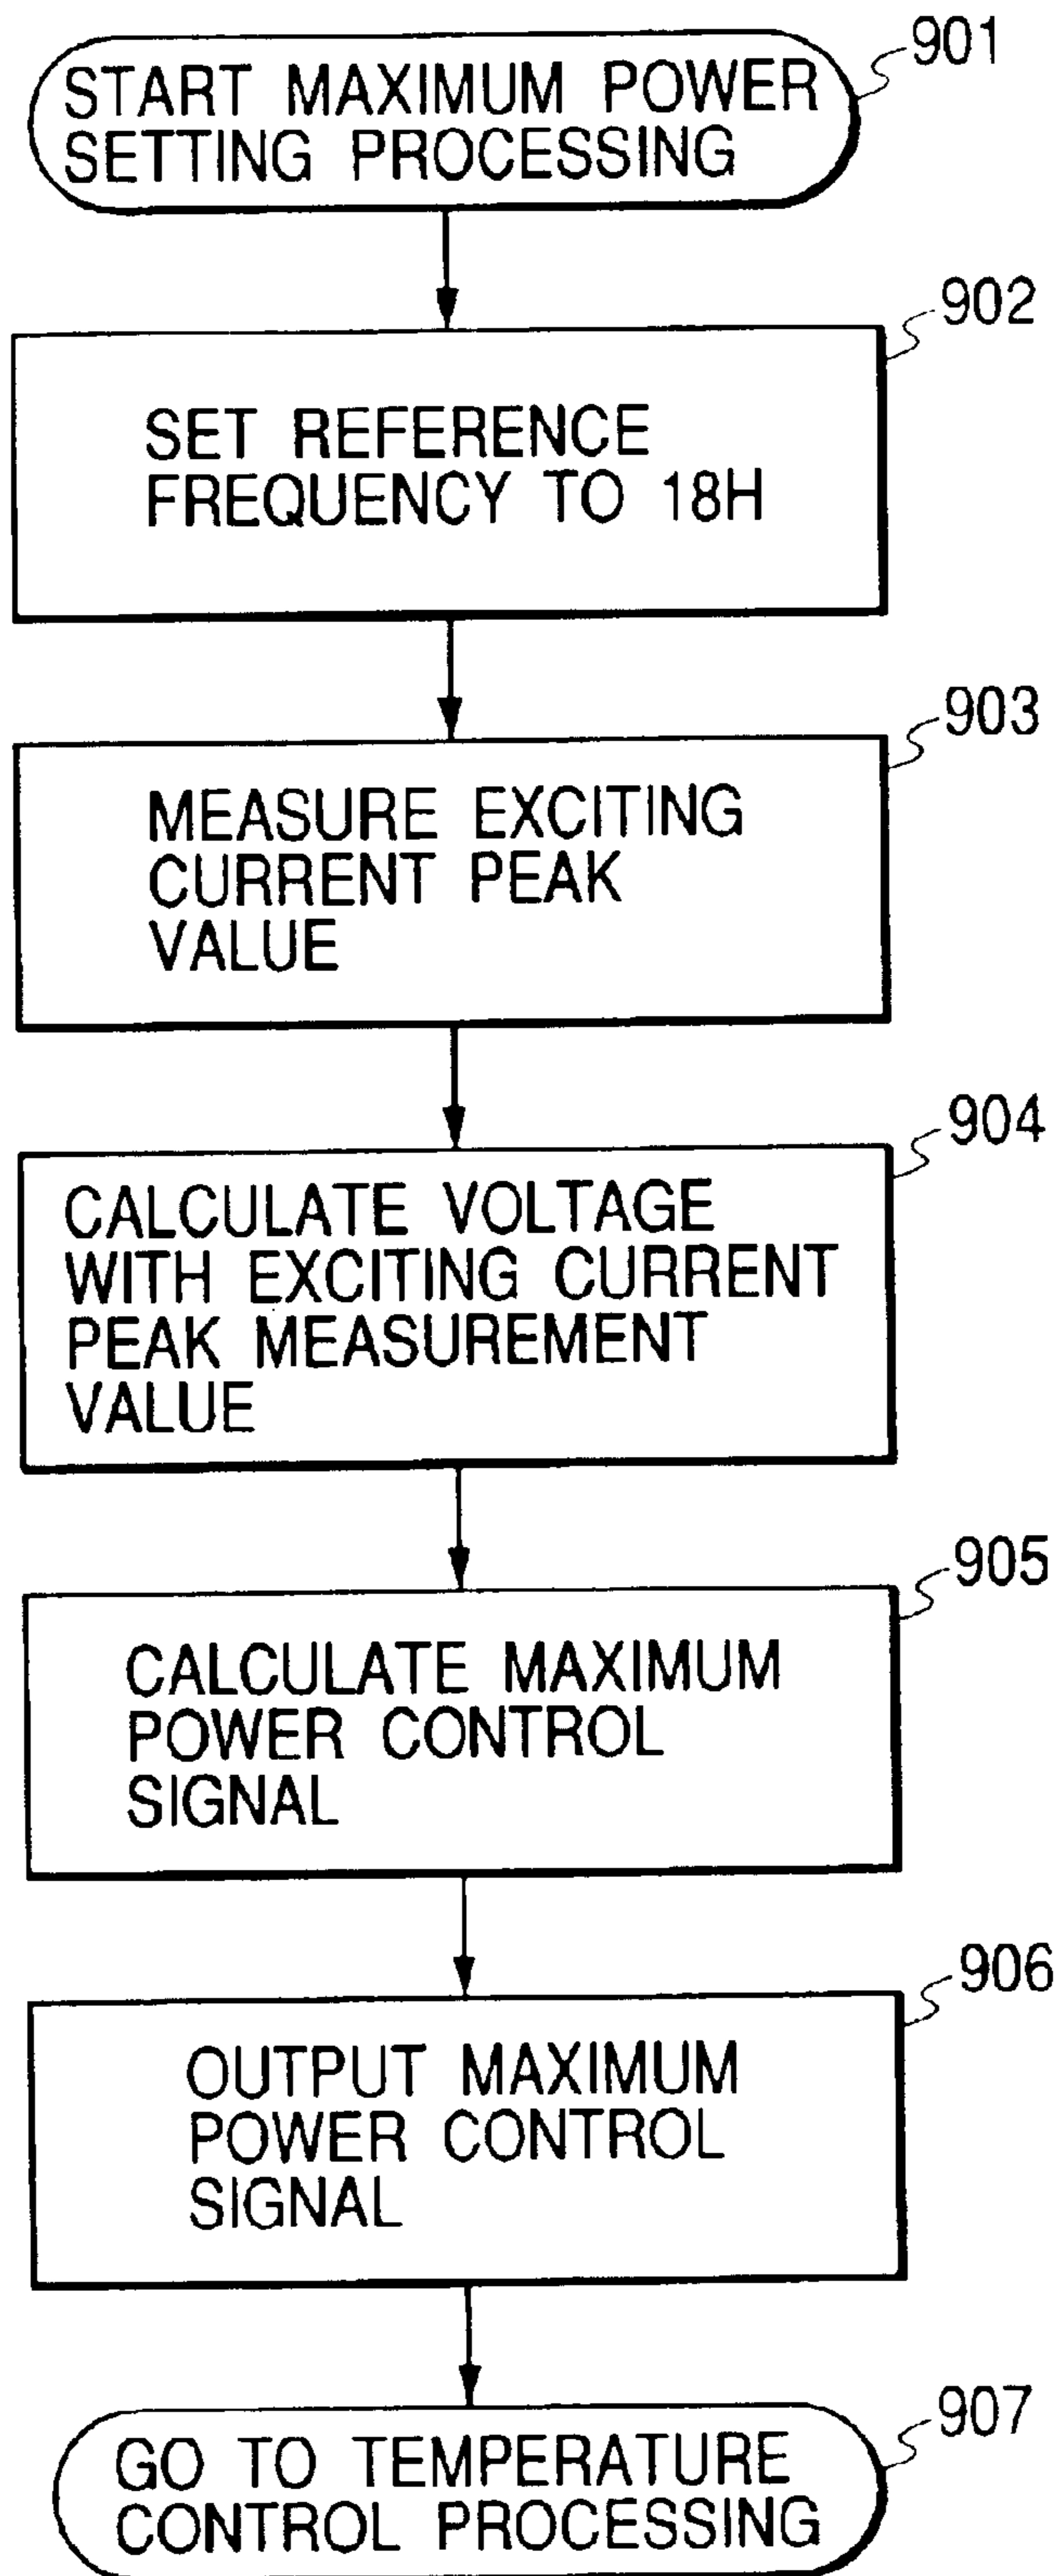 901
START MAXIMUM POWER
SETTING PROCESSING
902
SET REFERENCE
FREQUENCY TO 18H
903
MEASURE EXCITING
CURRENT PEAK
VALUE
904
CALCULATE VOLTAGE
WITH EXCITING CURRENT
PEAK MEASUREMENT
VALUE
905
CALCULATE MAXIMUM
POWER CONTROL
SIGNAL
906
OUTPUT MAXIMUM
POWER CONTROL
SIGNAL
907
GO TO TEMPERATURE
CONTROL PROCESSING